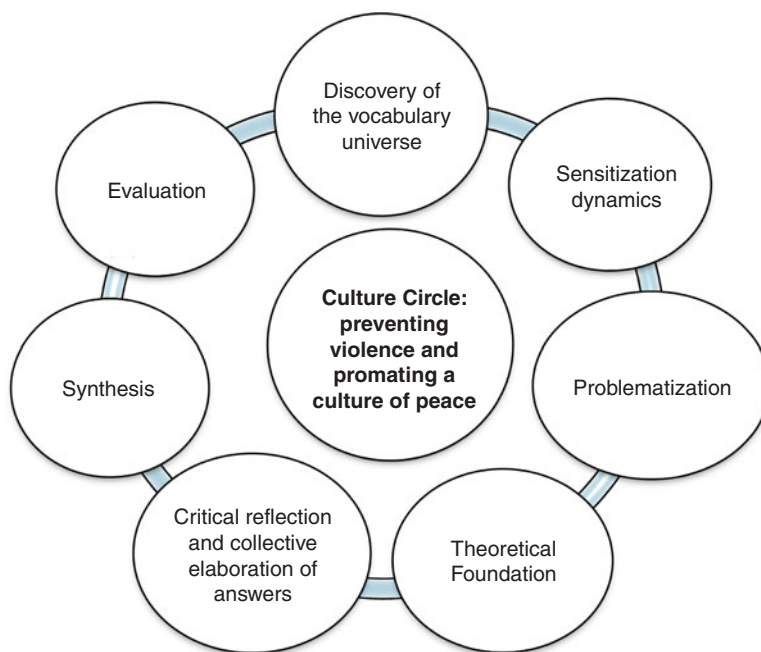 Discovery of
the vocabulary
universe
Sensitization
dynamics
Problematization
Theoretical
Foundation
Critical reflection
and collective
elaboration of
answers
Synthesis
Evaluation
Culture Circle:
preventing
violence and
promating a
culture of peace